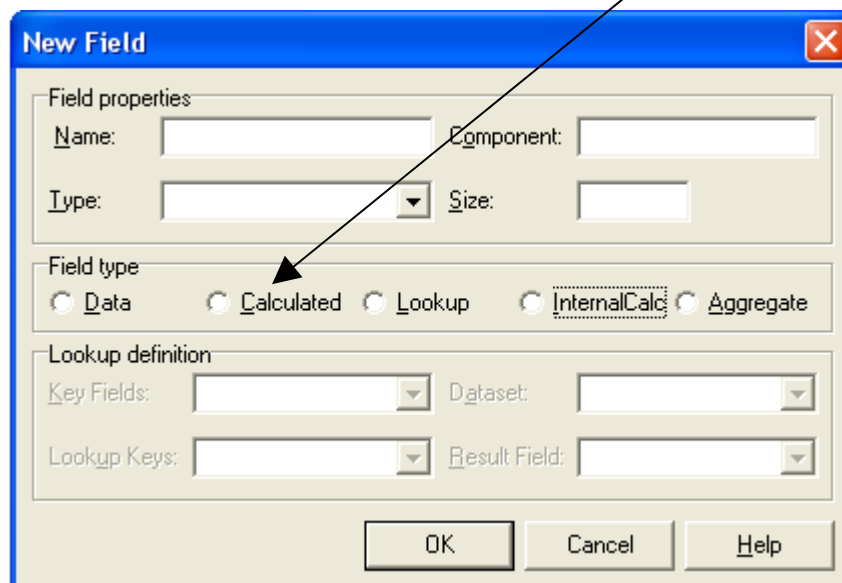 New Field
Field properties
Name: Component:
Type: Size:
Field type
Data Calculated Lookup InternalCalc Aggregate
Lookup definition
Key Fields: Dataset:
Lookup Keys: Result Field:
OK Cancel Help